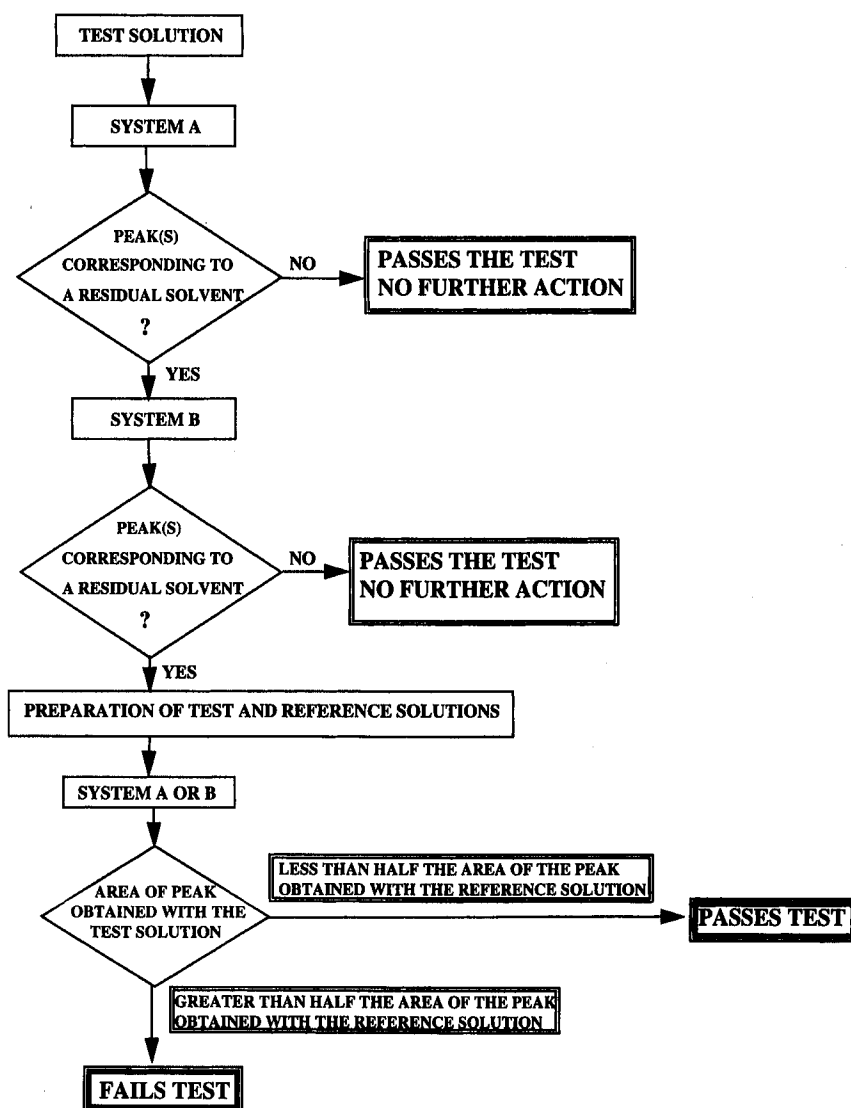 TEST SOLUTION
SYSTEM A
PEAK(S)
CORRESPONDING TO
A RESIDUAL SOLVENT
?
NO
PASSES THE TEST
NO FURTHER ACTION
YES
SYSTEM B
PEAK(S)
CORRESPONDING TO
A RESIDUAL SOLVENT
?
NO
PASSES THE TEST
NO FURTHER ACTION
YES
PREPARATION OF TEST AND REFERENCE SOLUTIONS
SYSTEM A OR B
AREA OF PEAK
OBTAINED WITH THE
TEST SOLUTION
LESS THAN HALF THE AREA OF THE PEAK
OBTAINED WITH THE REFERENCE SOLUTION
PASSES TEST
GREATER THAN HALF THE AREA OF THE PEAK
OBTAINED WITH THE REFERENCE SOLUTION
FAILS TEST